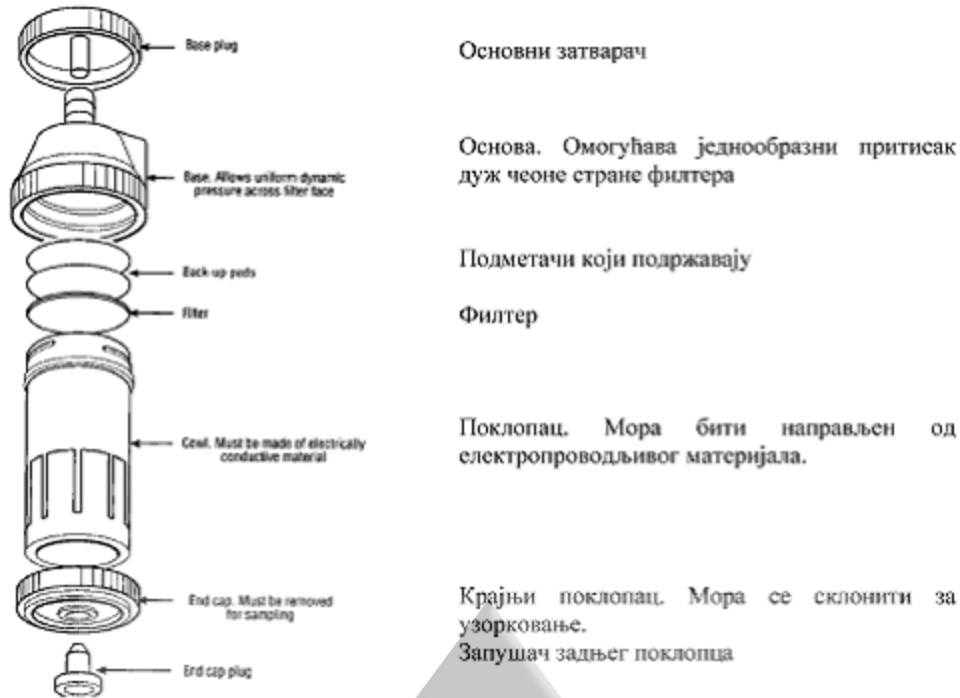 Base plug
Основни затварач
Base. Allows uniform dynamic
pressure across filter face
Основа. Омогућава једнообразни притисак
дуж чеоне стране филтера
Back-up pads
Подметачи који подржавају
Filter
Филтер
Cowl. Must be made of electrically
conductive material
Поклопац. Мора бити направљен од
електропроводљивог материјала.
End cap. Must be removed
for sampling
Крајњи поклопац. Мора се склонити за
узорковање.
End cap plug
Запушач задњег поклопца